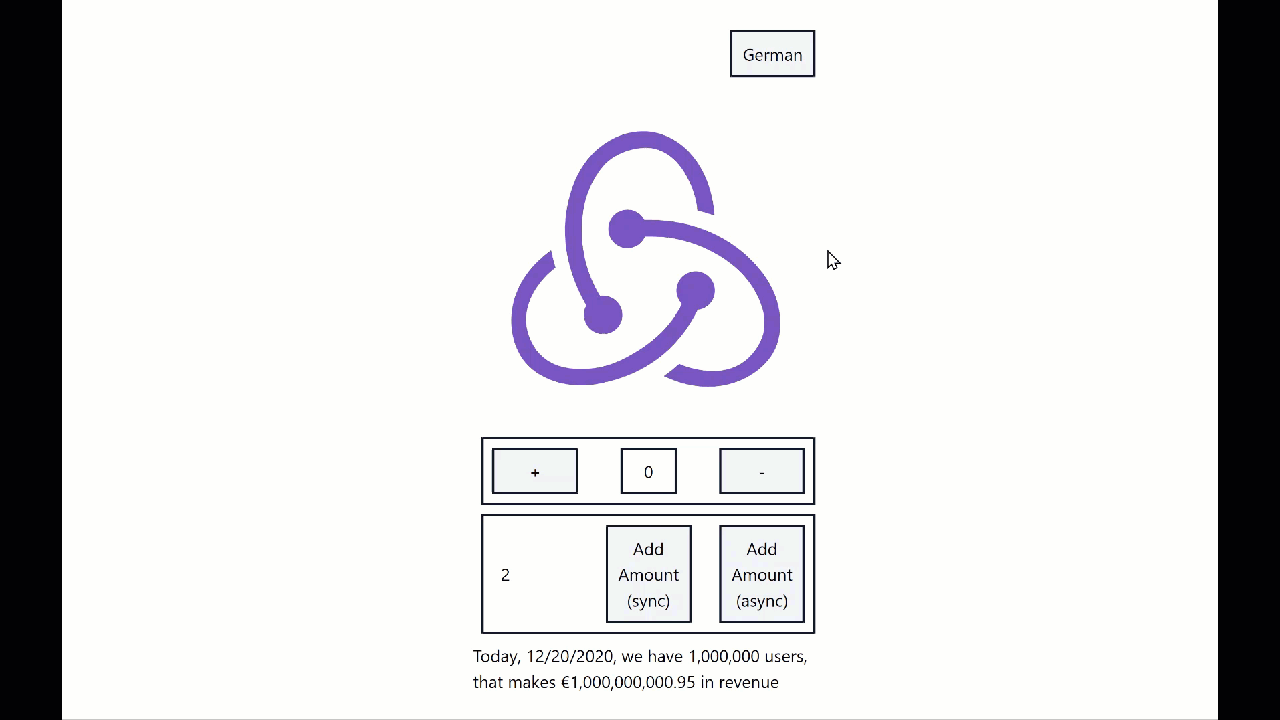 German
+
0
-
2
Add
Amount
(sync)
Add
Amount
(async)
Today, 12/20/2020, we have 1,000,000 users,
that makes €1,000,000,000.95 in revenue